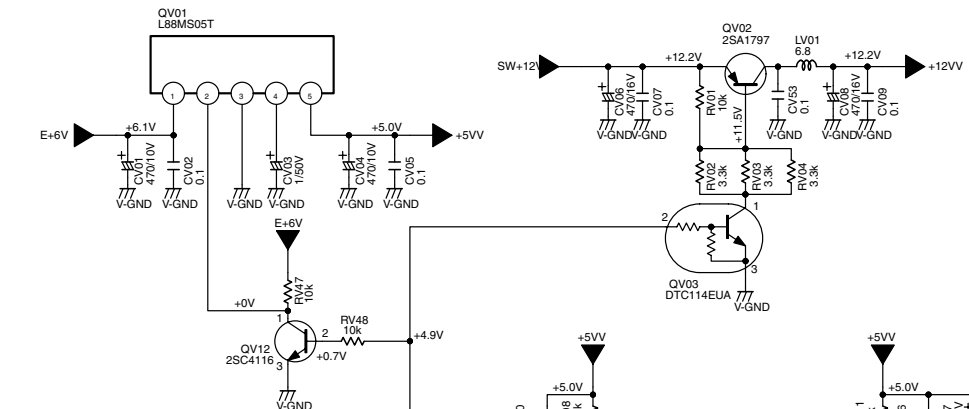 QV01
L88MS05T
1
2
3
4
5
E+6V
+6.1V
+5.0V
+5VV
CV01
470/10V
CV02
0.1
CV03
1/50V
CV04
470/10V
CV05
0.1
V-GND
V-GND
V-GND
V-GND
V-GND
V-GND
E+6V
RV47
10k
+0V
1
2
3
QV12
2SC4116
+0.7V
RV48
10k
+4.9V
V-GND
QV02
2SA1797
LV01
6.8
SW+12V
+12.2V
+12.2V
+12VV
CV06
470/16V
CV07
0.1
RV01
10k
+11.5V
CV53
0.1
CV08
470/16V
CV09
0.1
V-GND
V-GND
V-GND
V-GND
V-GND
RV02
3.3k
RV03
3.3k
RV04
3.3k
1
2
3
QV03
DTC114EUA
V-GND
+5VV
+5.0V
+5VV
+5.0V